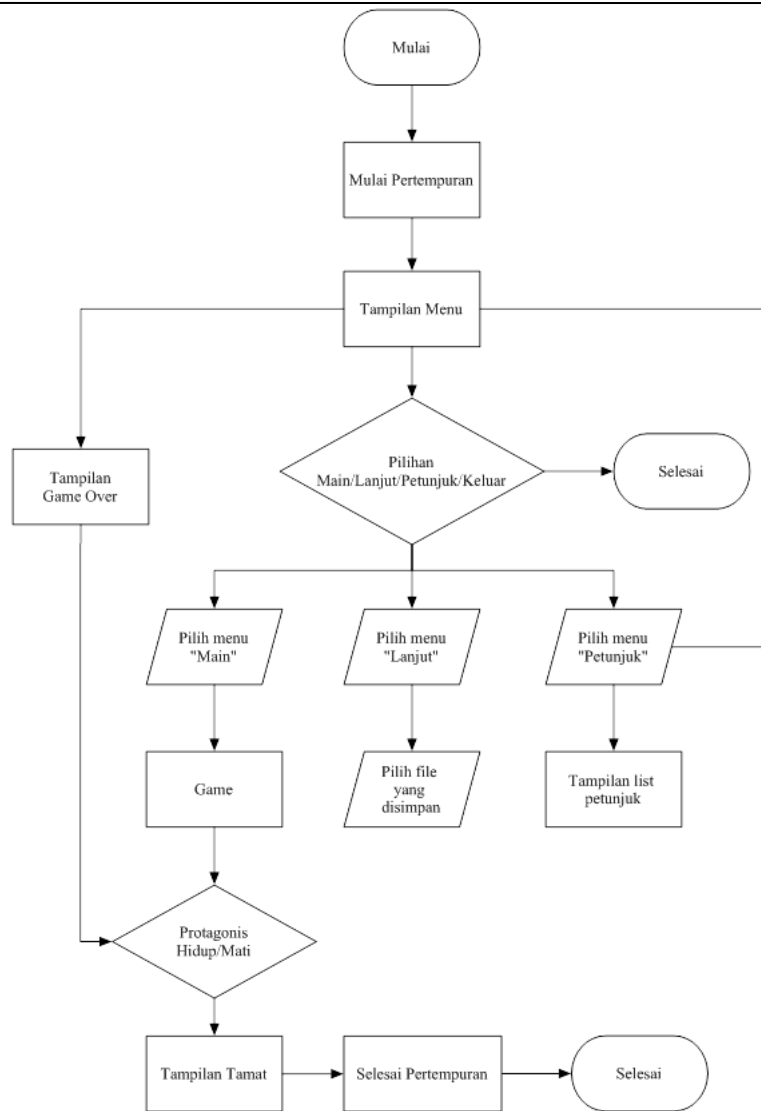 Mulai
Mulai Pertempuran
Tampilan Menu
Pilihan
Main/Lanjut/Petunjuk/Keluar
Selesai
Tampilan
Game Over
Pilih menu
"Main"
Pilih menu
"Lanjut"
Pilih menu
"Petunjuk"
Game
Pilih file
yang
disimpan
Tampilan list
petunjuk
Protagonis
Hidup/Mati
Tampilan Tamat
Selesai Pertempuran
Selesai